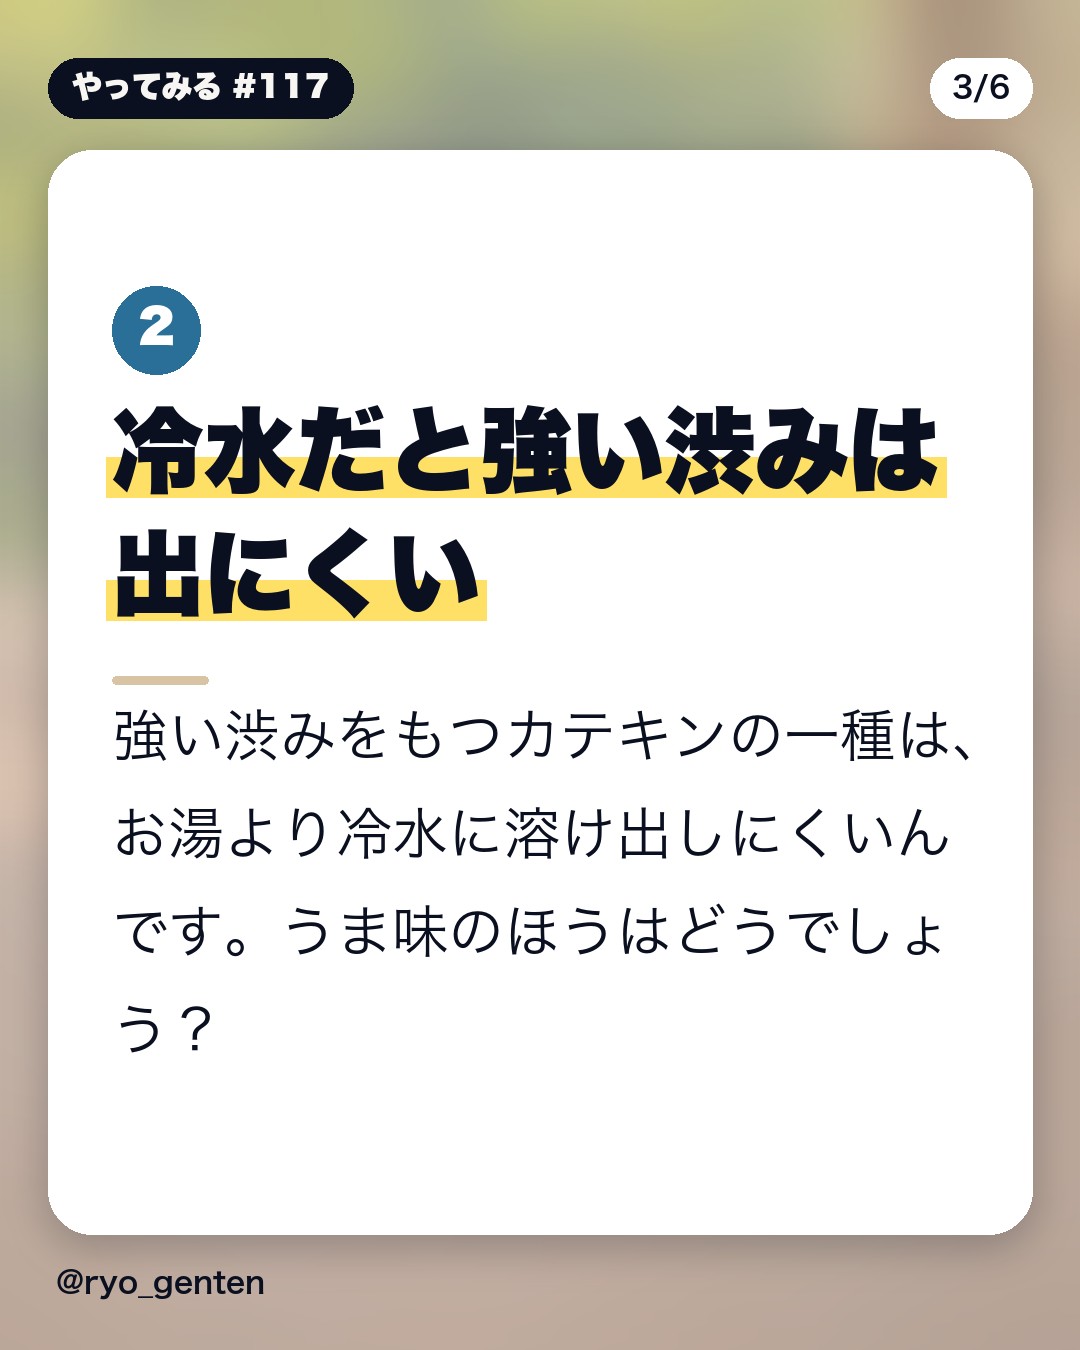 やってみる #117
3/6
2
冷水だと強い渋みは
出にくい
強い渋みをもつカテキンの一種は、
お湯より冷水に溶け出しにくいん
です。うま味のほうはどうでしょ
う？
@ryo_genten